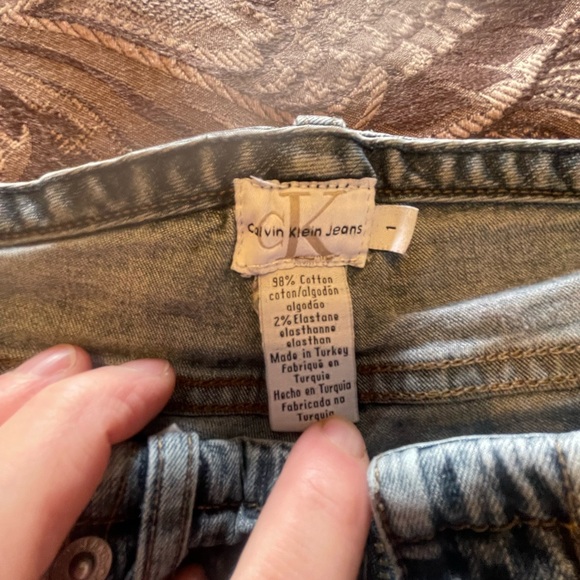 cK
Calvin Klein Jeans
1
98% Cotton
coton/algodón
algodão
2% Elastane
elasthanne
elasthan
Made in Turkey
Fabriqué en
Turquie
Hecho en Turquía
Fabricada na
Turquia